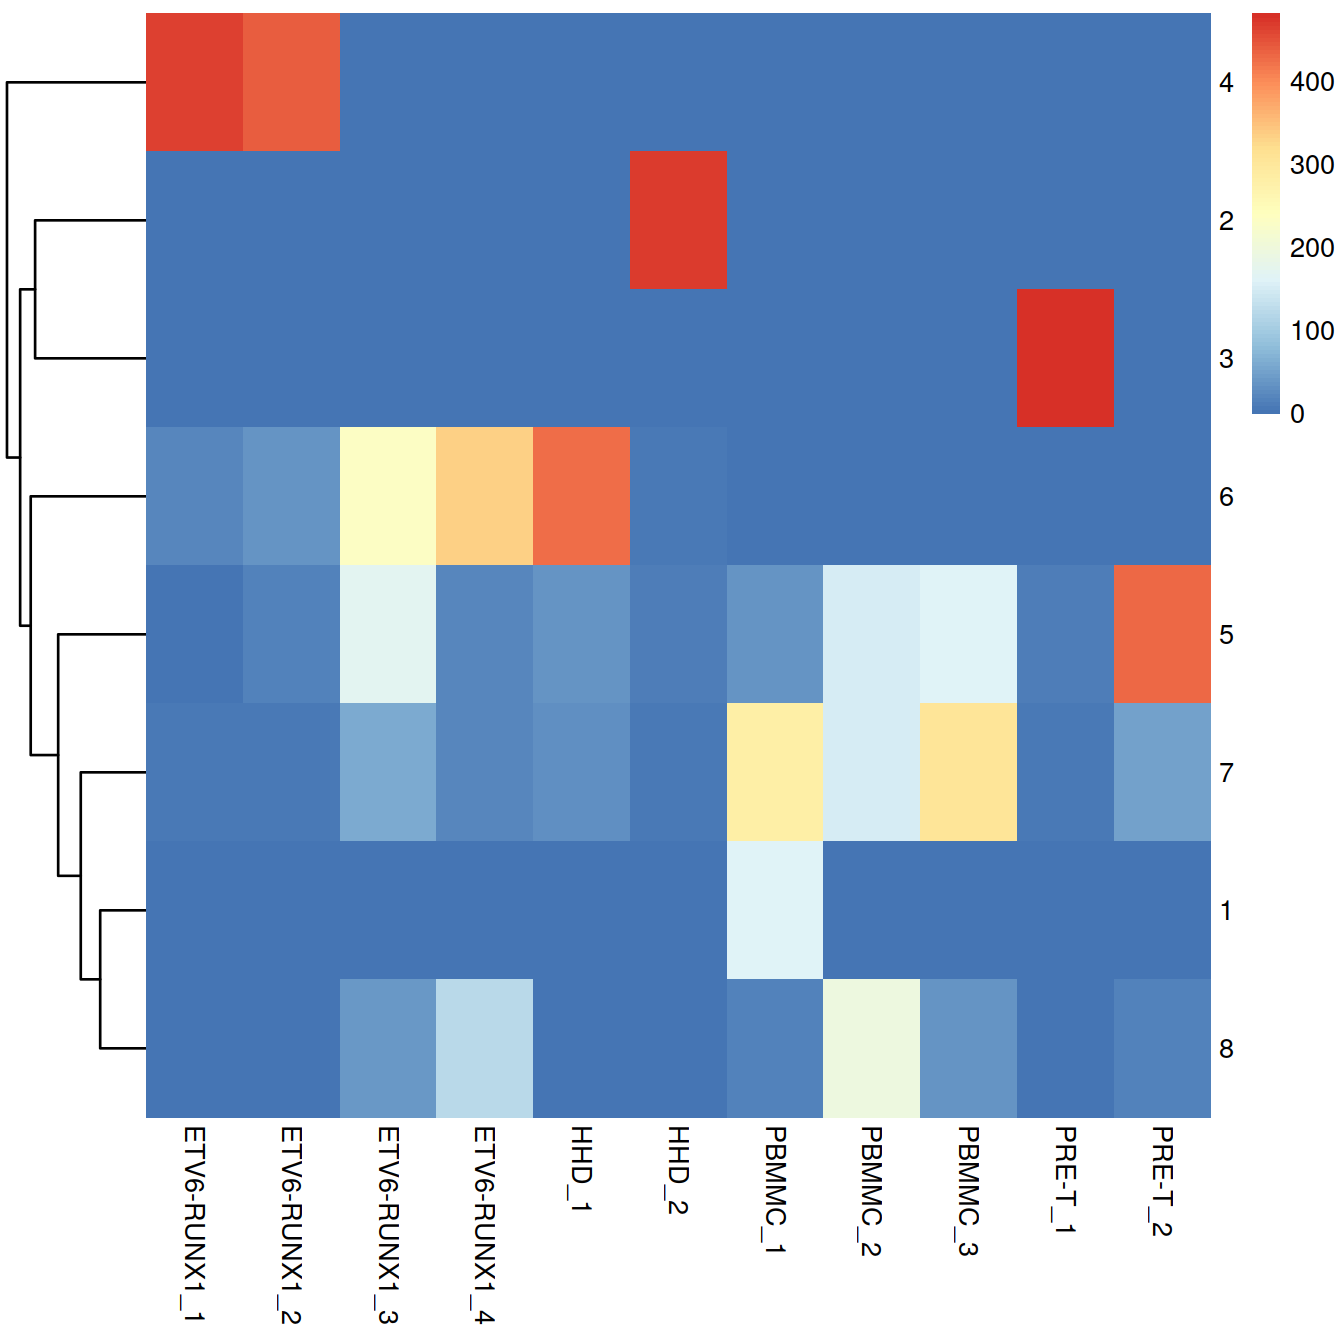 4
2
3
6
5
7
1
8
400
300
200
100
0
ETV6-RUNX1_1
ETV6-RUNX1_2
ETV6-RUNX1_3
ETV6-RUNX1_4
HHD_1
HHD_2
PBMMC_1
PBMMC_2
PBMMC_3
PRE-T_1
PRE-T_2